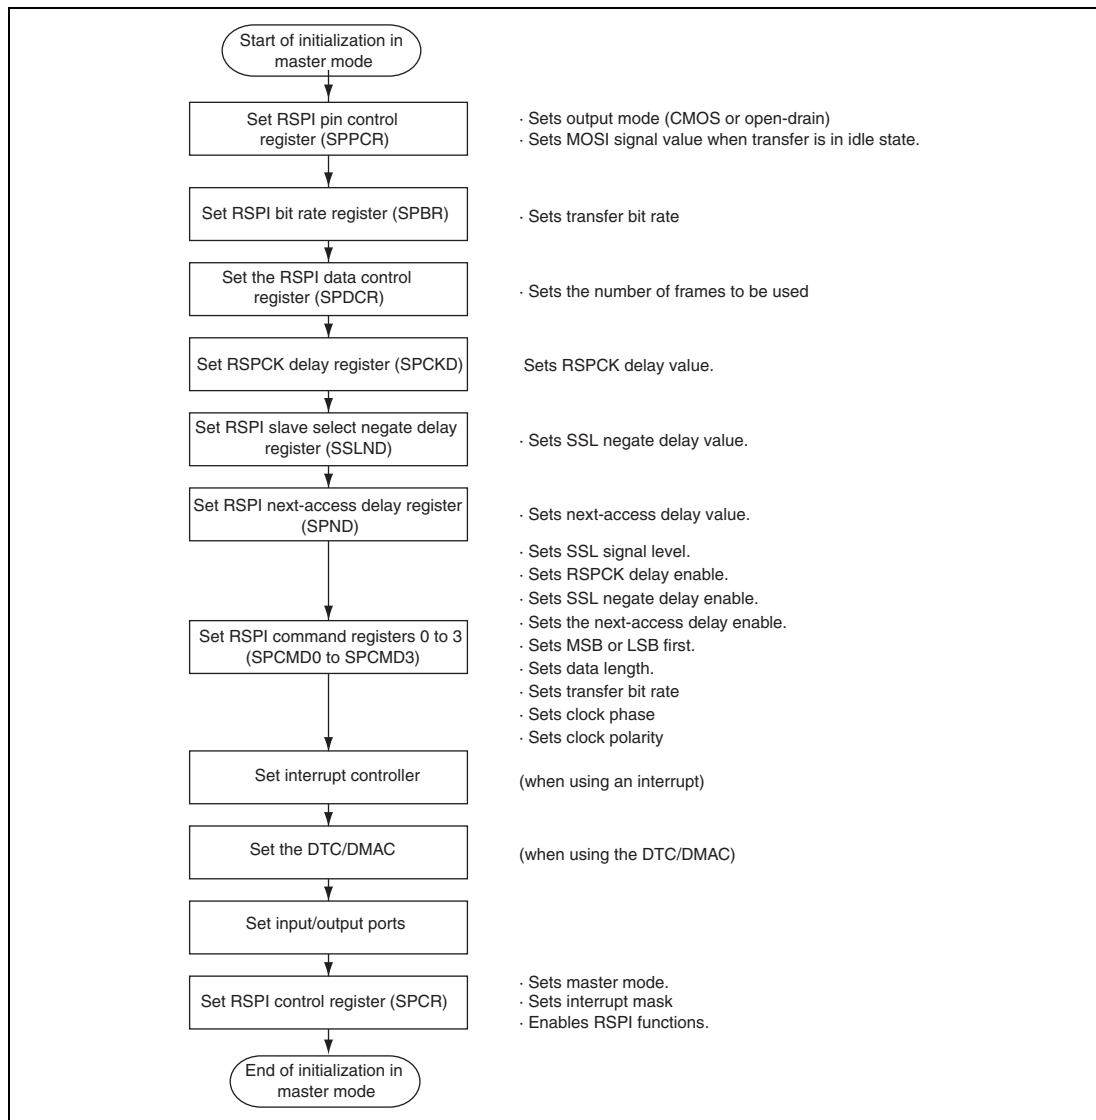 Start of initialization in
master mode
Set RSPI pin control
register (SPPCR)
· Sets output mode (CMOS or open-drain)
· Sets MOSI signal value when transfer is in idle state.
Set RSPI bit rate register (SPBR)
· Sets transfer bit rate
Set the RSPI data control
register (SPDCR)
· Sets the number of frames to be used
Set RSPCK delay register (SPCKD)
Sets RSPCK delay value.
Set RSPI slave select negate delay
register (SSLND)
· Sets SSL negate delay value.
Set RSPI next-access delay register
(SPND)
· Sets next-access delay value.
Set RSPI command registers 0 to 3
(SPCMD0 to SPCMD3)
· Sets SSL signal level.
· Sets RSPCK delay enable.
· Sets SSL negate delay enable.
· Sets the next-access delay enable.
· Sets MSB or LSB first.
· Sets data length.
· Sets transfer bit rate
· Sets clock phase
· Sets clock polarity
Set interrupt controller
(when using an interrupt)
Set the DTC/DMAC
(when using the DTC/DMAC)
Set input/output ports
Set RSPI control register (SPCR)
· Sets master mode.
· Sets interrupt mask
· Enables RSPI functions.
End of initialization in
master mode